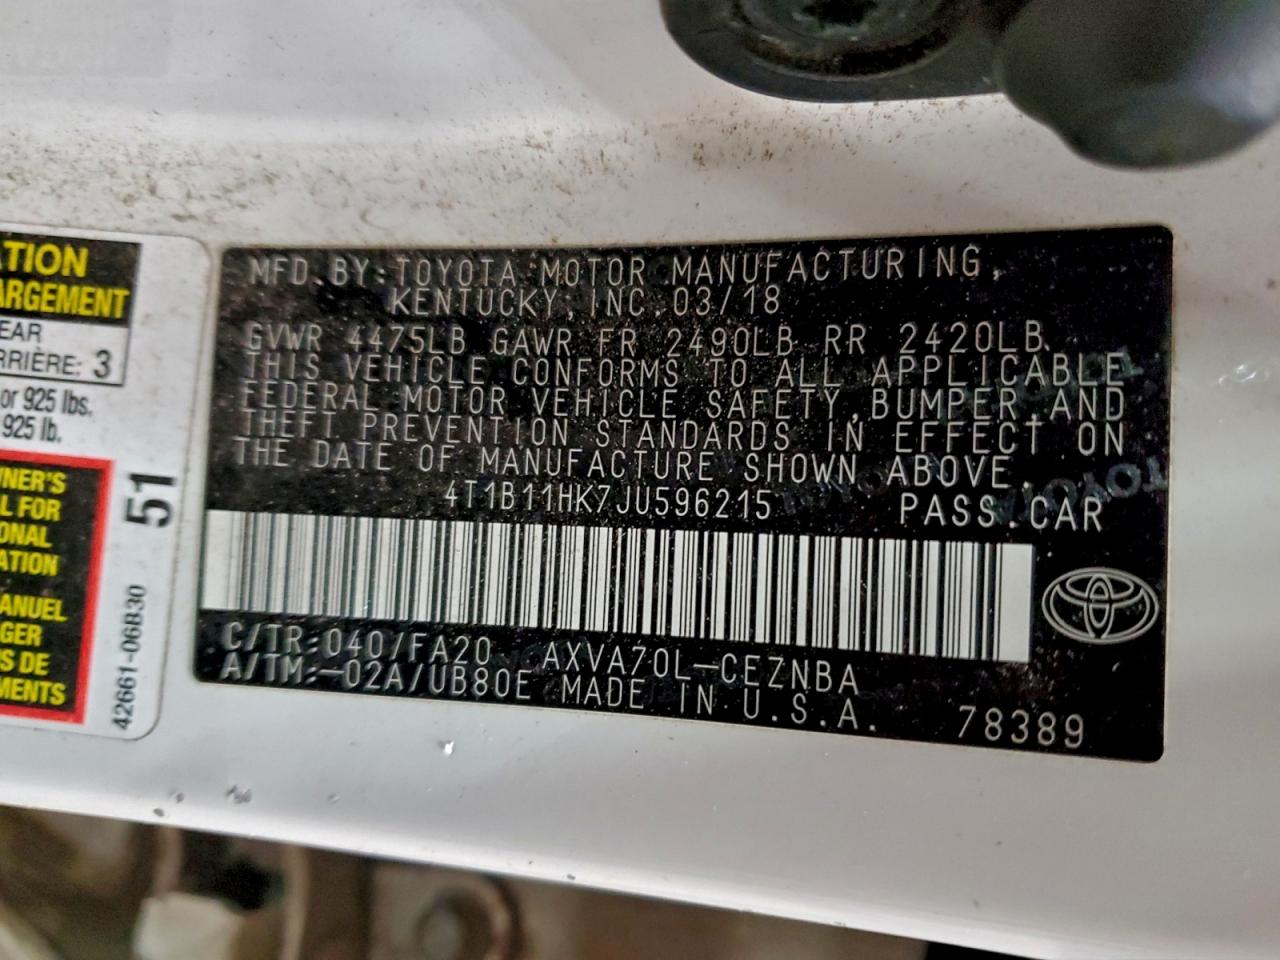 ATION
ARGEMENT
EAR
RRIÈRE: 3
or 925 lbs.
925 lb.
WNER'S
L FOR
ONAL
ATION
ANUEL
GER
S DE
MENTS
51
42661-06B30
MFD. BY: TOYOTA MOTOR MANUFACTURING,
KENTUCKY, INC. 03/18
GVWR 4475LB GAWR FR 2490LB RR 2420LB
THIS VEHICLE CONFORMS TO ALL APPLICABLE
FEDERAL MOTOR VEHICLE SAFETY, BUMPER, AND
THEFT PREVENTION STANDARDS IN EFFECT ON
THE DATE OF MANUFACTURE SHOWN ABOVE.
4T1B11HK7JU596215 PASS. CAR
C/TR: 040/FA20 AXVA70L-CEZNBA
A/TM: -02A/UB80E MADE IN U.S.A. 78389